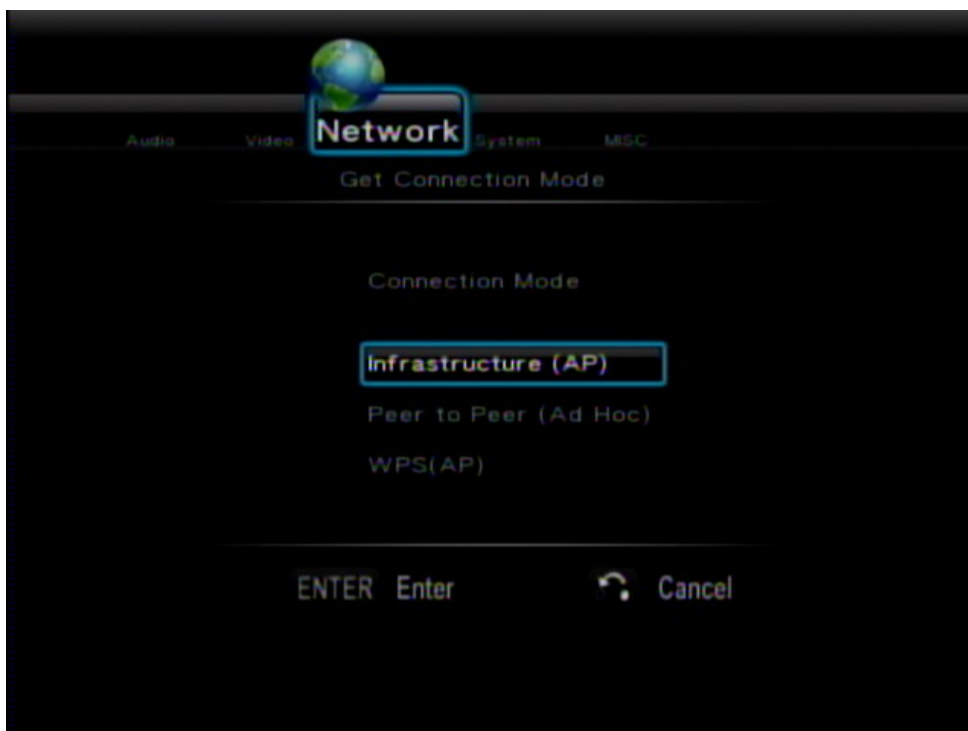 Audio Video Network System MISC
Get Connection Mode
Connection Mode
Infrastructure (AP)
Peer to Peer (Ad Hoc)
WPS(AP)
ENTER Enter Cancel